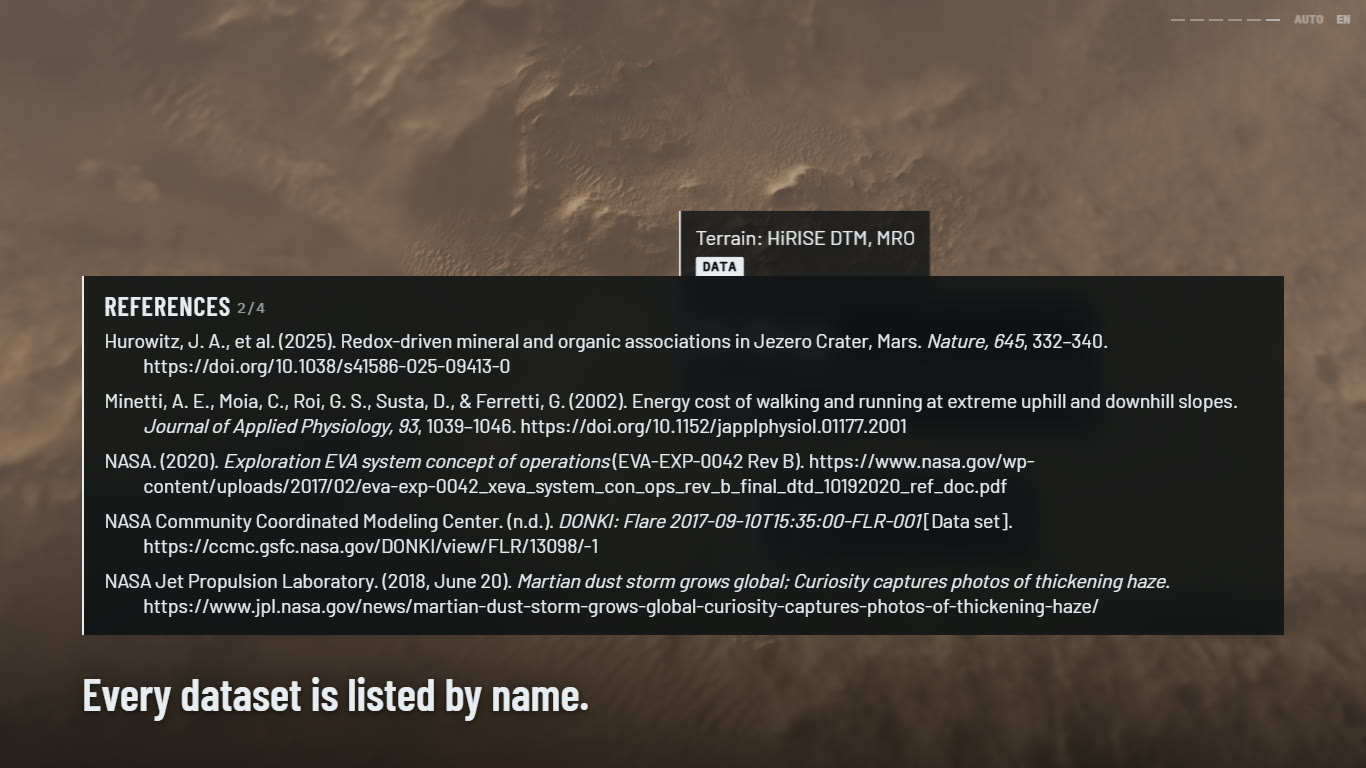 AUTO EN
Terrain: HiRISE DTM, MRO
DATA
REFERENCES 2/4
Hurowitz, J. A., et al. (2025). Redox-driven mineral and organic associations in Jezero Crater, Mars. Nature, 645, 332–340.
https://doi.org/10.1038/s41586-025-09413-0
Minetti, A. E., Moia, C., Roi, G. S., Susta, D., & Ferretti, G. (2002). Energy cost of walking and running at extreme uphill and downhill slopes.
Journal of Applied Physiology, 93, 1039–1046. https://doi.org/10.1152/japplphysiol.01177.2001
NASA. (2020). Exploration EVA system concept of operations (EVA-EXP-0042 Rev B). https://www.nasa.gov/wp-
content/uploads/2017/02/eva-exp-0042_xeva_system_con_ops_rev_b_final_dtd_10192020_ref_doc.pdf
NASA Community Coordinated Modeling Center. (n.d.). DONKI: Flare 2017-09-10T15:35:00-FLR-001 [Data set].
https://ccmc.gsfc.nasa.gov/DONKI/view/FLR/13098/-1
NASA Jet Propulsion Laboratory. (2018, June 20). Martian dust storm grows global; Curiosity captures photos of thickening haze.
https://www.jpl.nasa.gov/news/martian-dust-storm-grows-global-curiosity-captures-photos-of-thickening-haze/
Every dataset is listed by name.